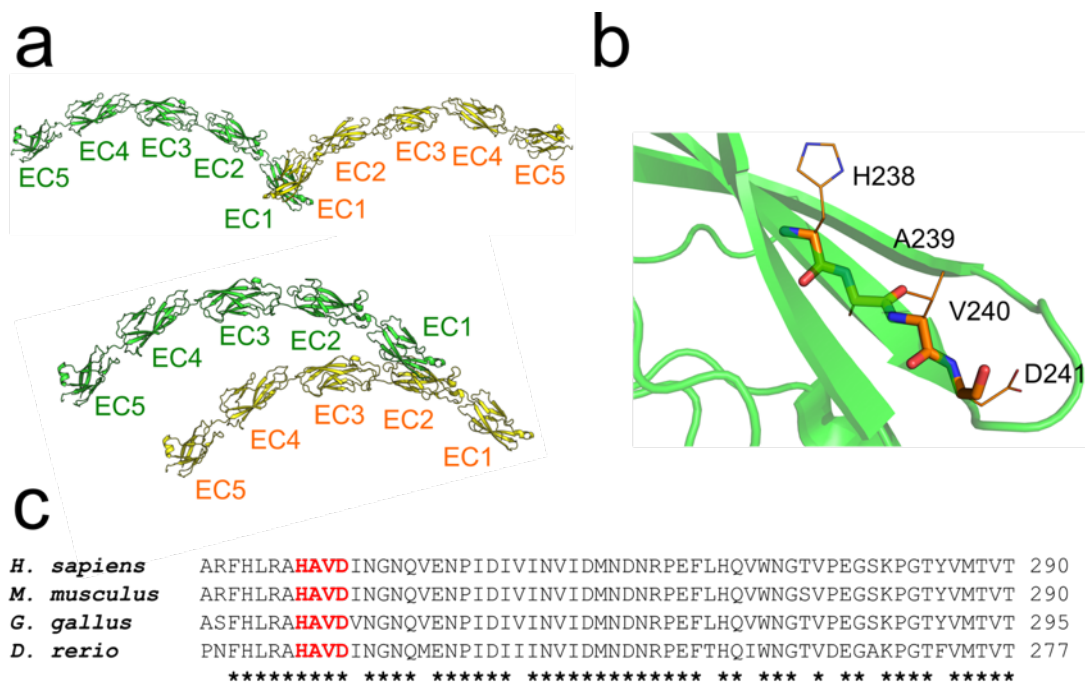 a
EC5 EC4 EC3 EC2 EC1 EC1 EC2 EC3 EC4 EC5
EC5 EC4 EC3 EC2 EC1
EC5 EC4 EC3 EC2 EC1
b
H238
A239
V240
D241
c
H. sapiens ARFHLRAHAVDINGNQVENPIDIVINVIDMNDNRPEFLHQVWNGTVPEGSKPGTYVMTVT 290
M. musculus ARFHLRAHAVDINGNQVENPIDIVINVIDMNDNRPEFLHQVWNGSVPEGSKPGTYVMTVT 290
G. gallus ASFHLRAHAVDVNGNQVENPIDIVINVIDMNDNRPEFLHQVWNGTVPEGSKPGTYVMTVT 295
D. rerio PNFHLRAHAVDINGNQMENPIDIIINVIDMNDNRPEFTHQIWNGTVDEGAKPGTFVMTVT 277
********* **** ****** ************* ** *** * ** **** *****